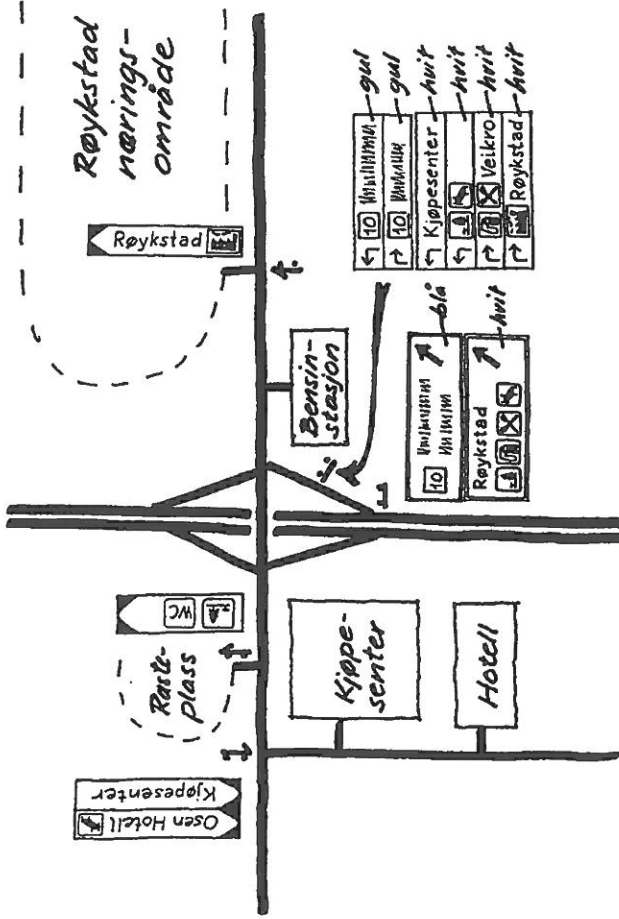 Røykstad
nærings-
område
Røykstad
Bensin-
stasjon
10
gul
10
gul
Kjøpesenter
hvit
hvit
Veikro
hvit
Røykstad
hvit
10
blå
Røykstad
hvit
WC
Raste-
plass
Kjøpe-
senter
Hotell
Kjøpesenter
Osen Hotell